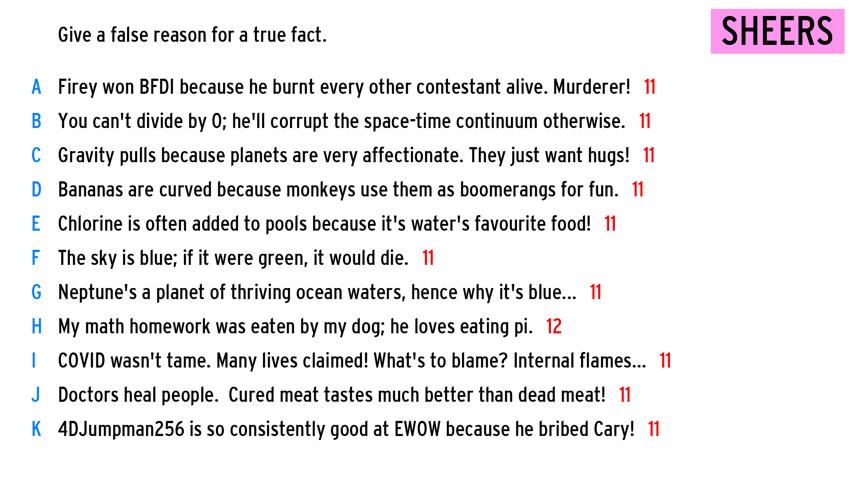 Give a false reason for a true fact.
SHEERS
A Firey won BFDI because he burnt every other contestant alive. Murderer! 11
B You can't divide by 0; he'll corrupt the space-time continuum otherwise. 11
C Gravity pulls because planets are very affectionate. They just want hugs! 11
D Bananas are curved because monkeys use them as boomerangs for fun. 11
E Chlorine is often added to pools because it's water's favourite food! 11
F The sky is blue; if it were green, it would die. 11
G Neptune's a planet of thriving ocean waters, hence why it's blue... 11
H My math homework was eaten by my dog; he loves eating pi. 12
I COVID wasn't tame. Many lives claimed! What's to blame? Internal flames... 11
J Doctors heal people.  Cured meat tastes much better than dead meat! 11
K 4DJumpman256 is so consistently good at EWOW because he bribed Cary! 11